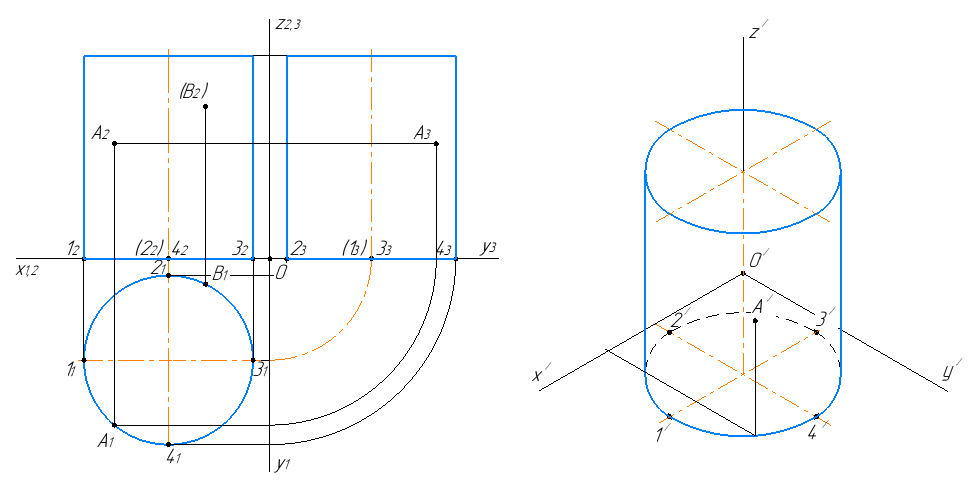 z2,3
z′
(B2)
A2
A3
12
(22)
42
32
23
(13)
33
43
y3
x1,2
21
B1
O
O′
A′
2′
3′
11
31
x′
y′
A1
41
y1
1′
4′